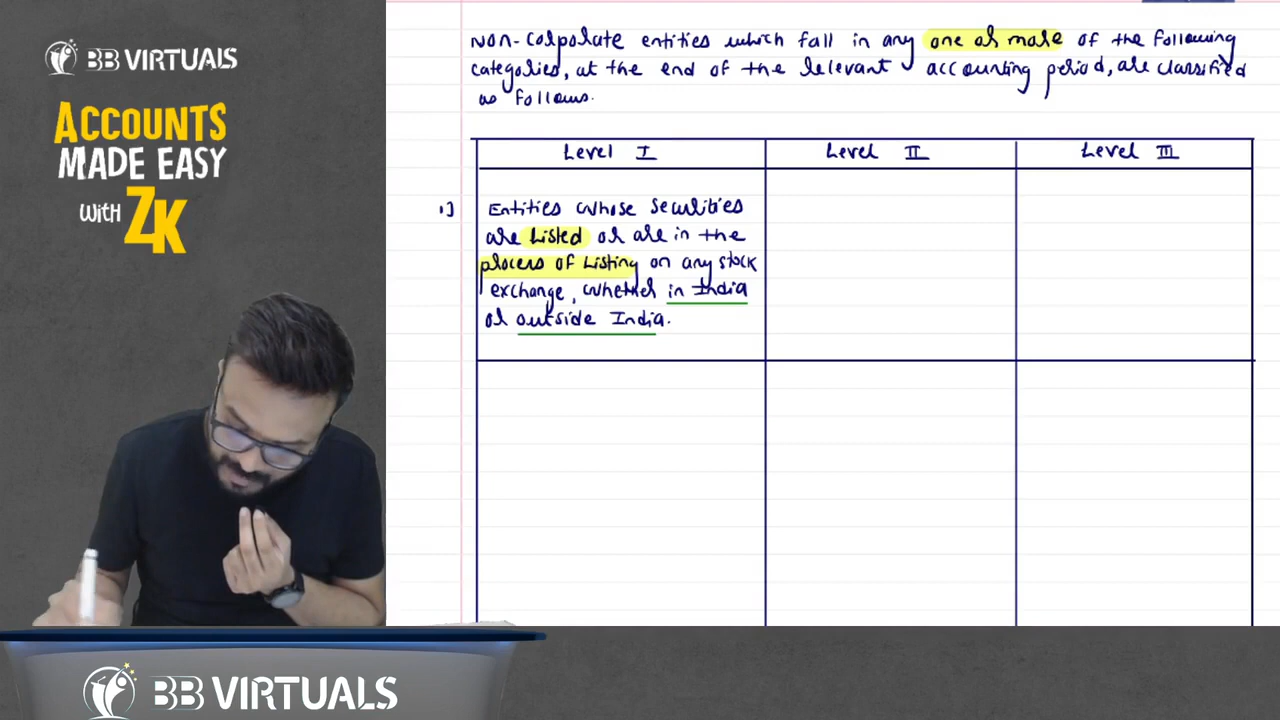 BB VIRTUALS
ACCOUNTS
MADE EASY
WITH ZK
Non-Corporate entities which fall in any one or more of the following
categories, at the end of the relevant accounting period, are classified
as follows.
Level I
Level II
Level III
1)
Entities whose securities
are Listed or are in the
process of Listing on any stock
exchange, whether in India
or outside India.
BB VIRTUALS